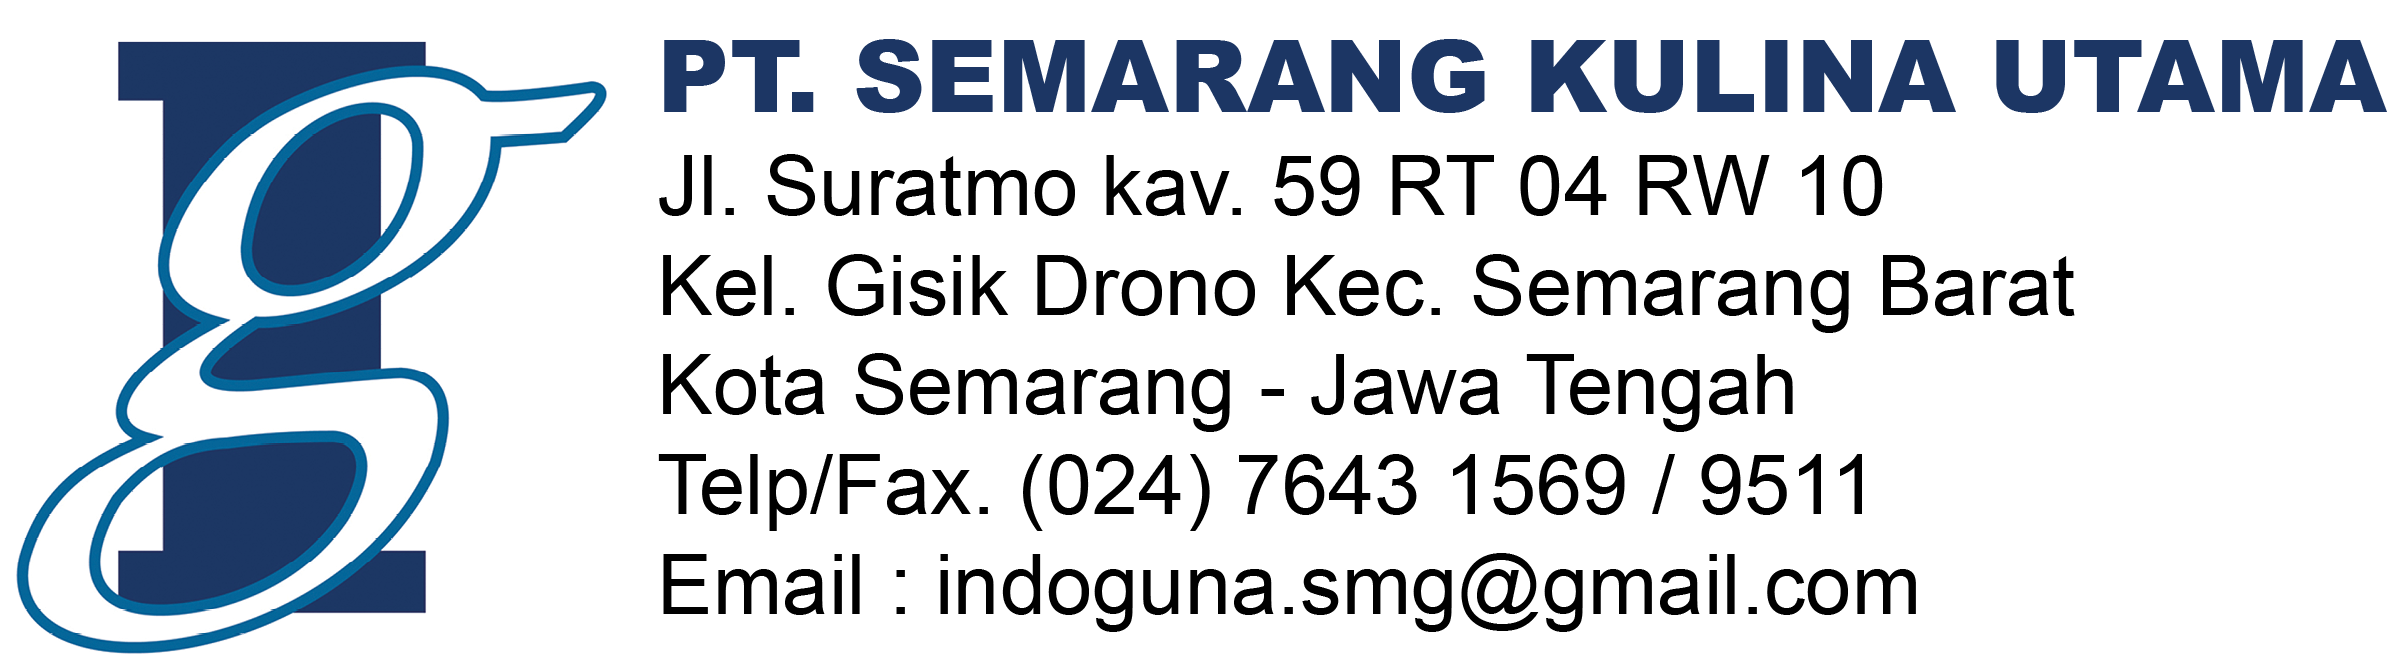 Ig
PT. SEMARANG KULINA UTAMA
Jl. Suratmo kav. 59 RT 04 RW 10
Kel. Gisik Drono Kec. Semarang Barat
Kota Semarang - Jawa Tengah
Telp/Fax. (024) 7643 1569 / 9511
Email : indoguna.smg@gmail.com